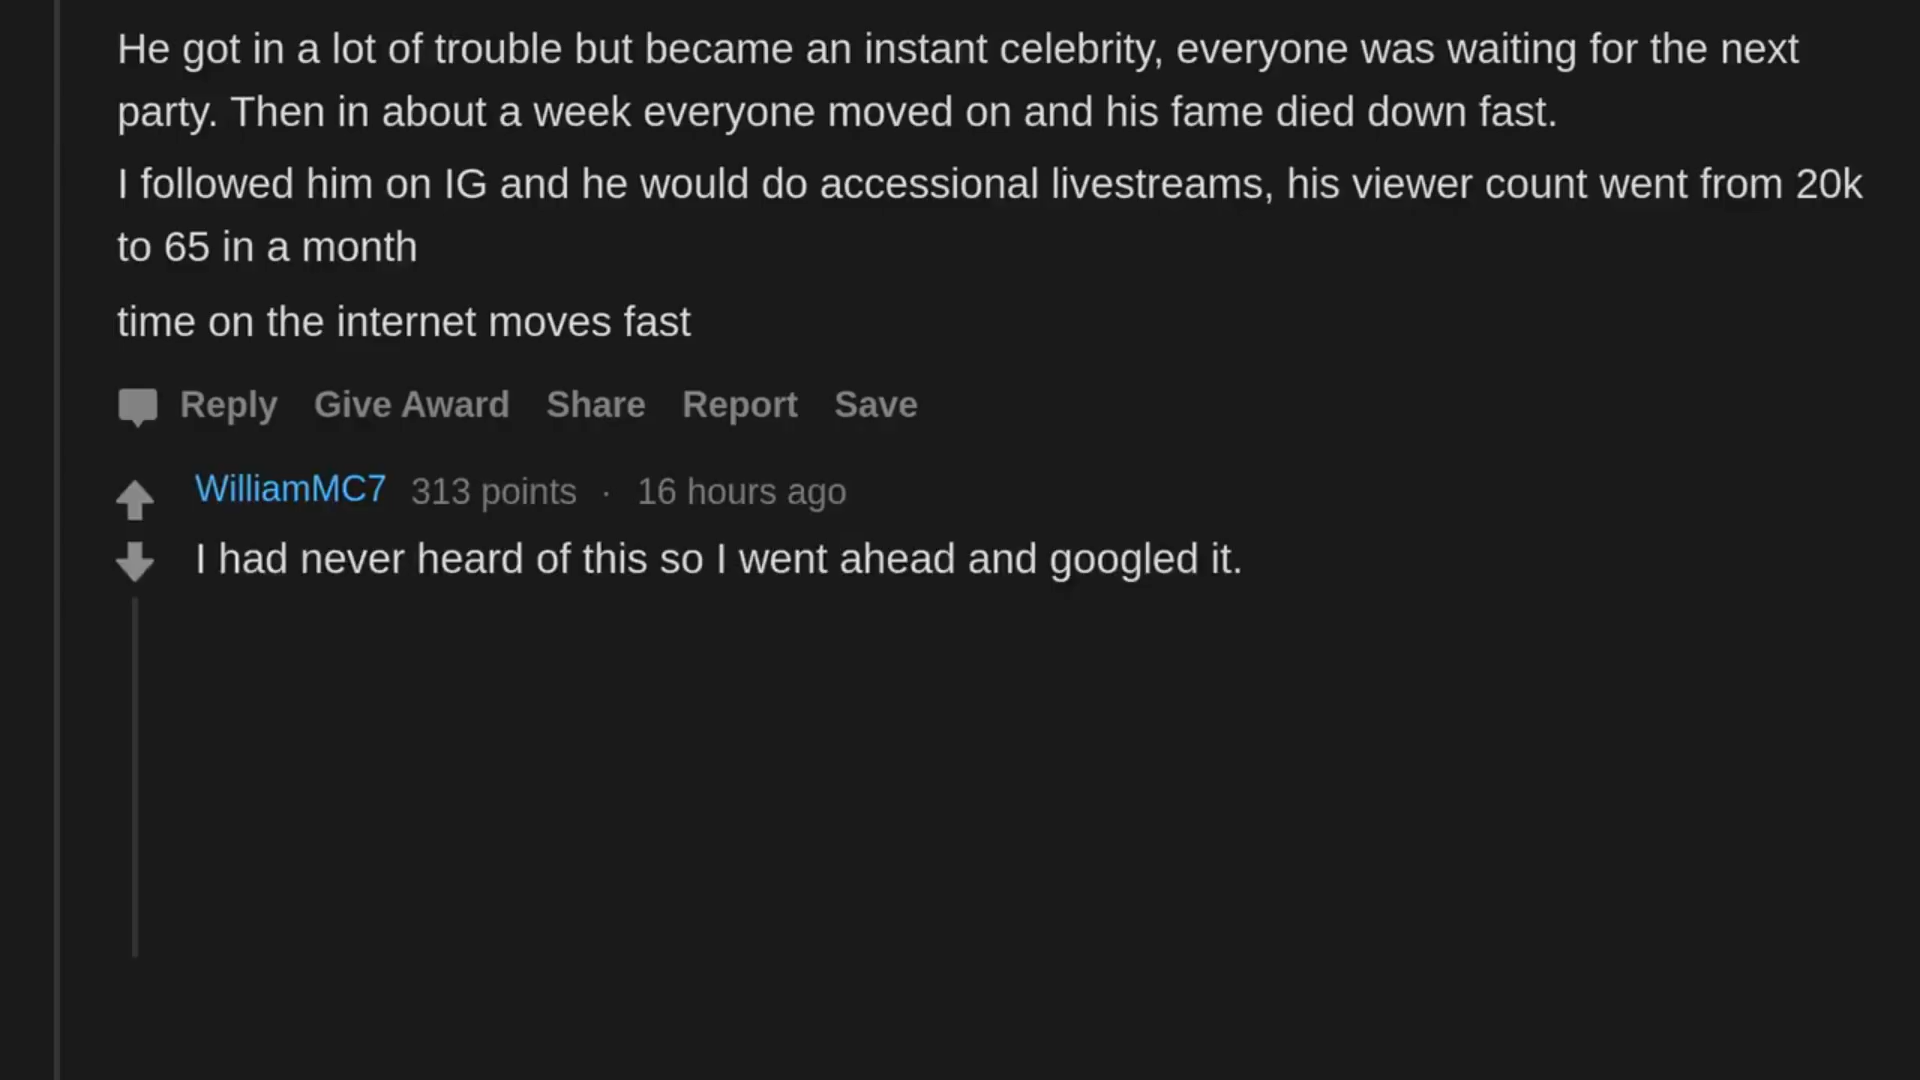 He got in a lot of trouble but became an instant celebrity, everyone was waiting for the next
party. Then in about a week everyone moved on and his fame died down fast.
I followed him on IG and he would do accessional livestreams, his viewer count went from 20k
to 65 in a month
time on the internet moves fast
Reply Give Award Share Report Save
WilliamMC7 313 points · 16 hours ago
I had never heard of this so I went ahead and googled it.